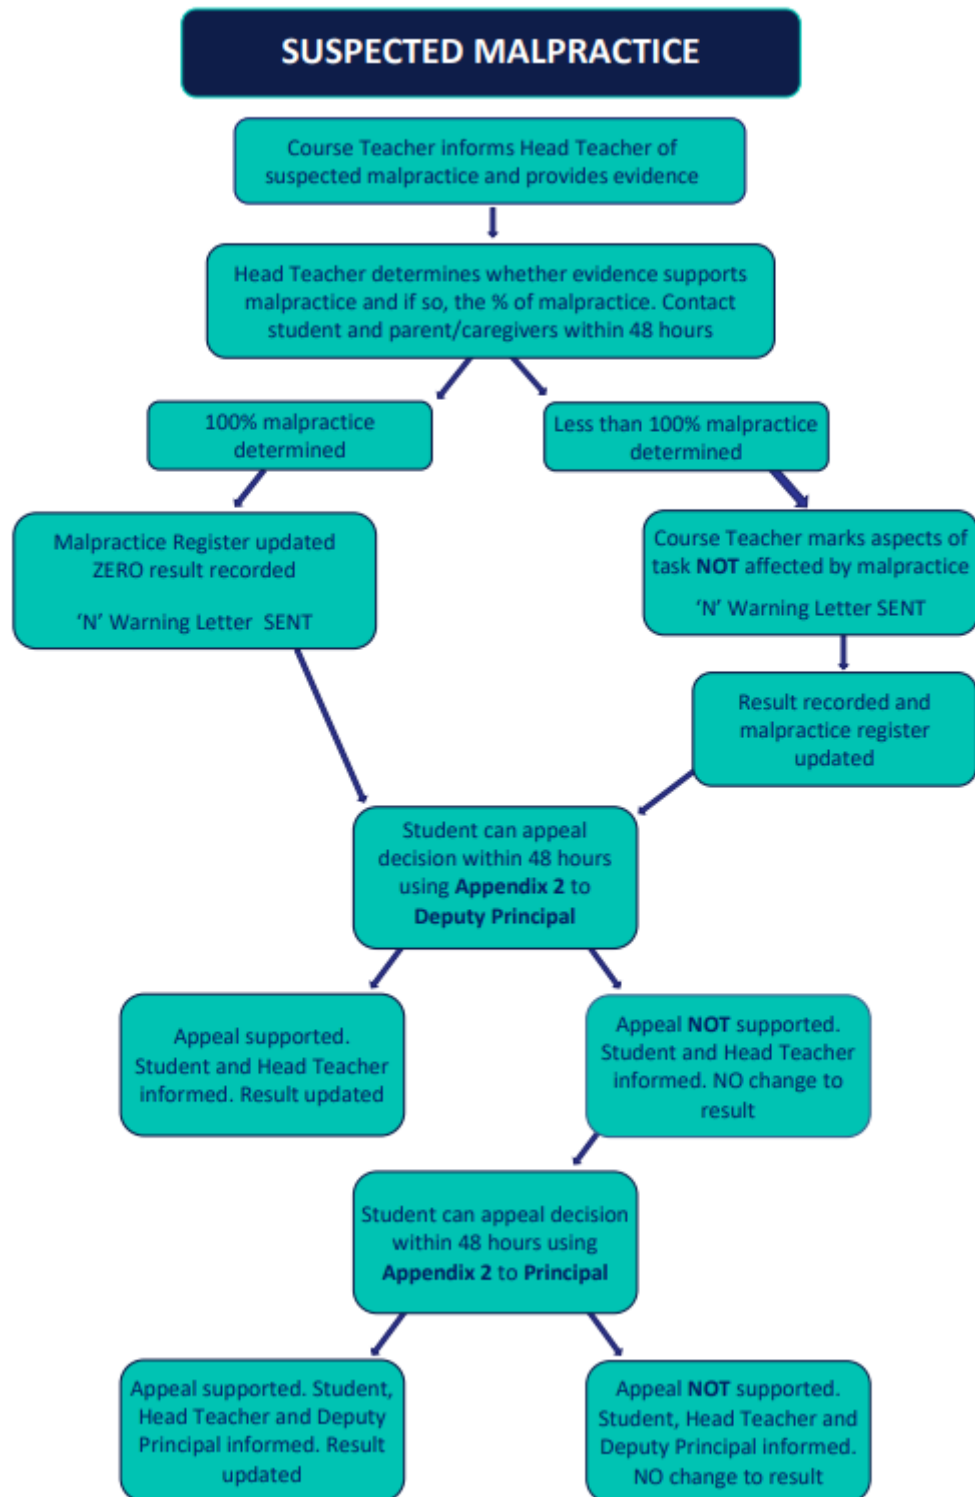 SUSPECTED MALPRACTICE
Course Teacher informs Head Teacher of
suspected malpractice and provides evidence
Head Teacher determines whether evidence supports
malpractice and if so, the % of malpractice. Contact
student and parent/caregivers within 48 hours
100% malpractice
determined
Less than 100% malpractice
determined
Malpractice Register updated
ZERO result recorded
‘N’ Warning Letter  SENT
Course Teacher marks aspects of
task NOT affected by malpractice
‘N’ Warning Letter SENT
Result recorded and
malpractice register
updated
Student can appeal
decision within 48 hours
using Appendix 2 to
Deputy Principal
Appeal supported.
Student and Head Teacher
informed. Result updated
Appeal NOT supported.
Student and Head Teacher
informed. NO change to
result
Student can appeal decision
within 48 hours using
Appendix 2 to Principal
Appeal supported. Student,
Head Teacher and Deputy
Principal informed. Result
updated
Appeal NOT supported.
Student, Head Teacher and
Deputy Principal informed.
NO change to result